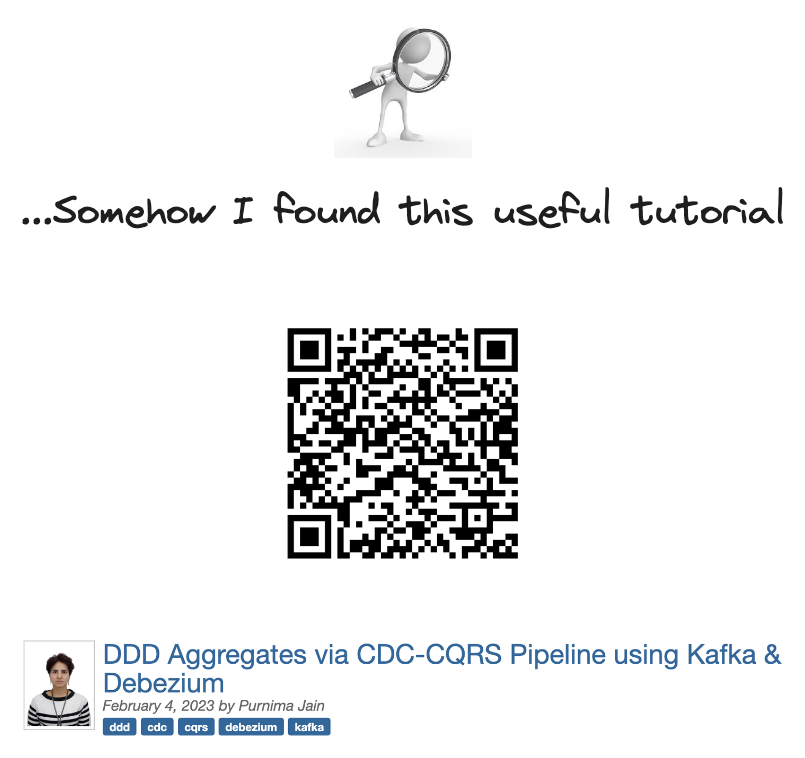 ...Somehow I found this useful tutorial
DDD Aggregates via CDC-CQRS Pipeline using Kafka &
Debezium
February 4, 2023 by Purnima Jain
ddd cdc cqrs debezium kafka